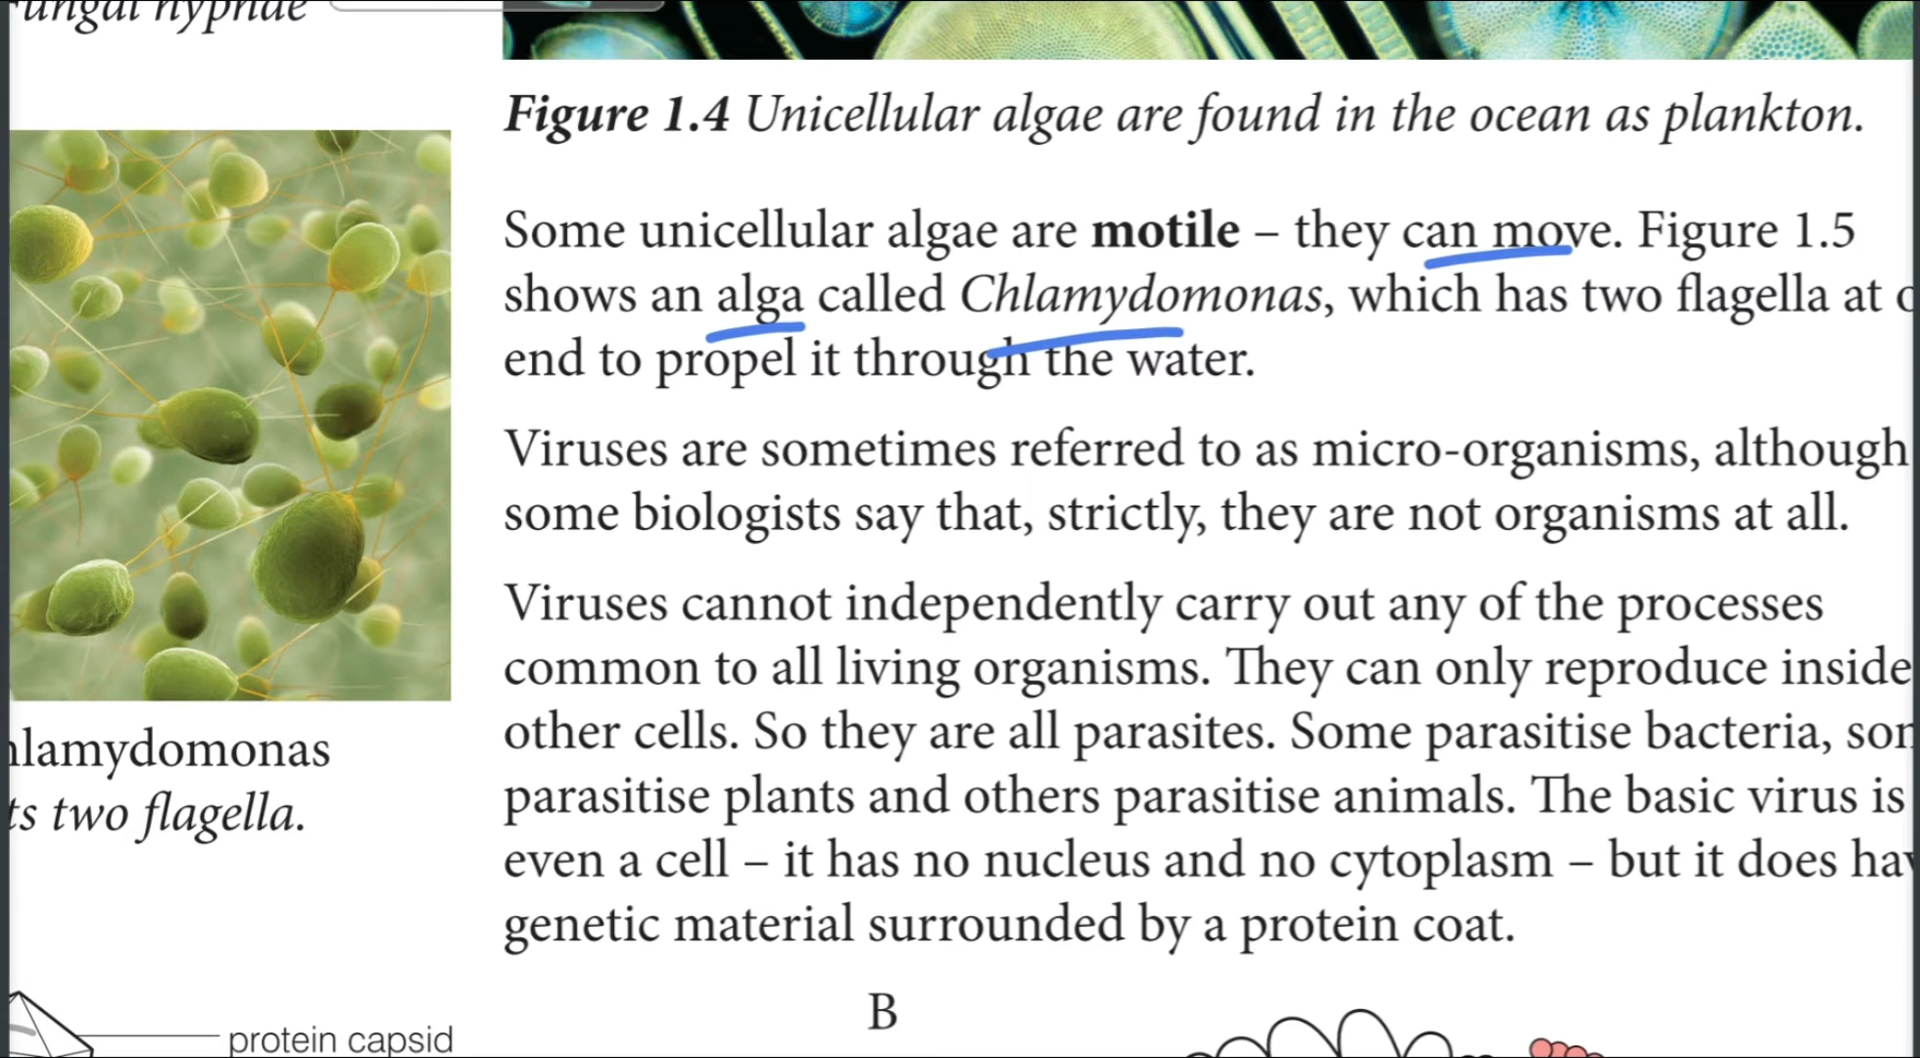 Fungal hyphae
Figure 1.4 Unicellular algae are found in the ocean as plankton.
Some unicellular algae are motile – they can move. Figure 1.5
shows an alga called Chlamydomonas, which has two flagella at
end to propel it through the water.
Viruses are sometimes referred to as micro-organisms, although
some biologists say that, strictly, they are not organisms at all.
Viruses cannot independently carry out any of the processes
common to all living organisms. They can only reproduce inside
other cells. So they are all parasites. Some parasitise bacteria,
parasitise plants and others parasitise animals. The basic virus is
even a cell – it has no nucleus and no cytoplasm – but it does
genetic material surrounded by a protein coat.
hlamydomonas
ts two flagella.
B
protein capsid